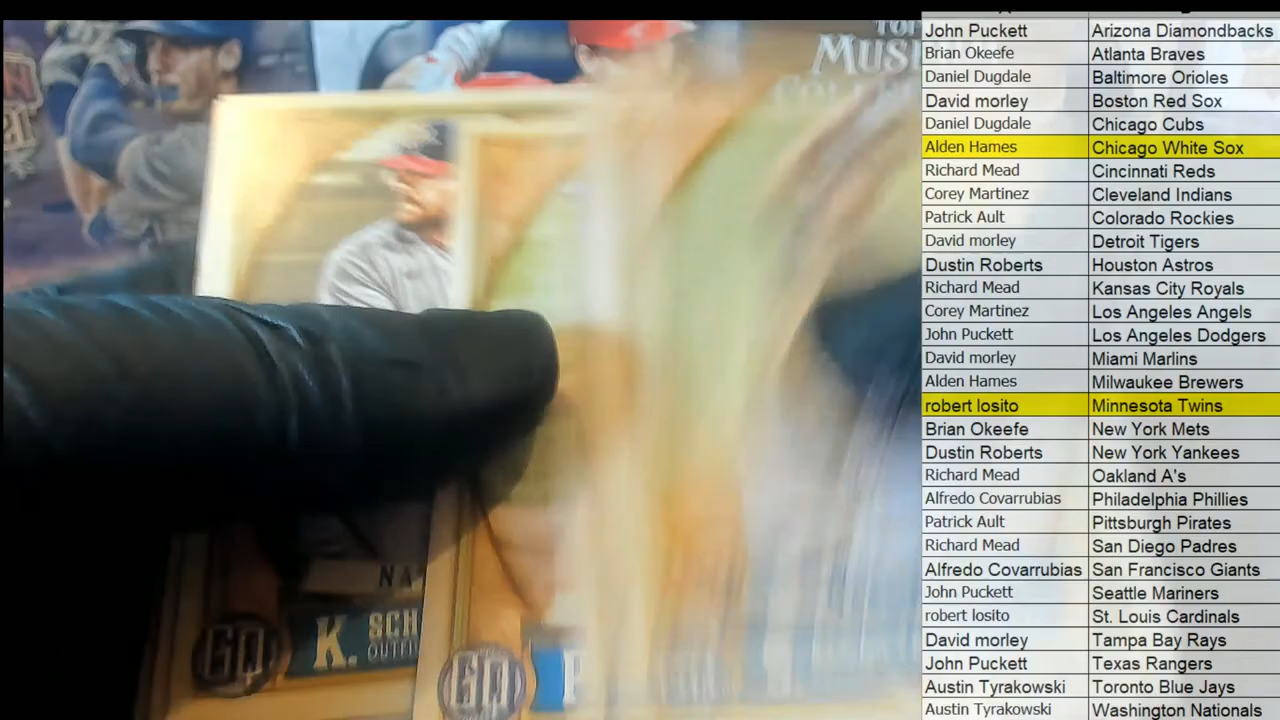 John Puckett Arizona Diamondbacks
Brian Okeefe Atlanta Braves
Daniel Dugdale Baltimore Orioles
David morley Boston Red Sox
Daniel Dugdale Chicago Cubs
Alden Hames Chicago White Sox
Richard Mead Cincinnati Reds
Corey Martinez Cleveland Indians
Patrick Ault Colorado Rockies
David morley Detroit Tigers
Dustin Roberts Houston Astros
Richard Mead Kansas City Royals
Corey Martinez Los Angeles Angels
John Puckett Los Angeles Dodgers
David morley Miami Marlins
Alden Hames Milwaukee Brewers
robert losito Minnesota Twins
Brian Okeefe New York Mets
Dustin Roberts New York Yankees
Richard Mead Oakland A's
Alfredo Covarrubias Philadelphia Phillies
Patrick Ault Pittsburgh Pirates
Richard Mead San Diego Padres
Alfredo Covarrubias San Francisco Giants
John Puckett Seattle Mariners
robert losito St. Louis Cardinals
David morley Tampa Bay Rays
John Puckett Texas Rangers
Austin Tyrakowski Toronto Blue Jays
Austin Tyrakowski Washington Nationals
NA
GQ K. SCH
OUTFI
GQ